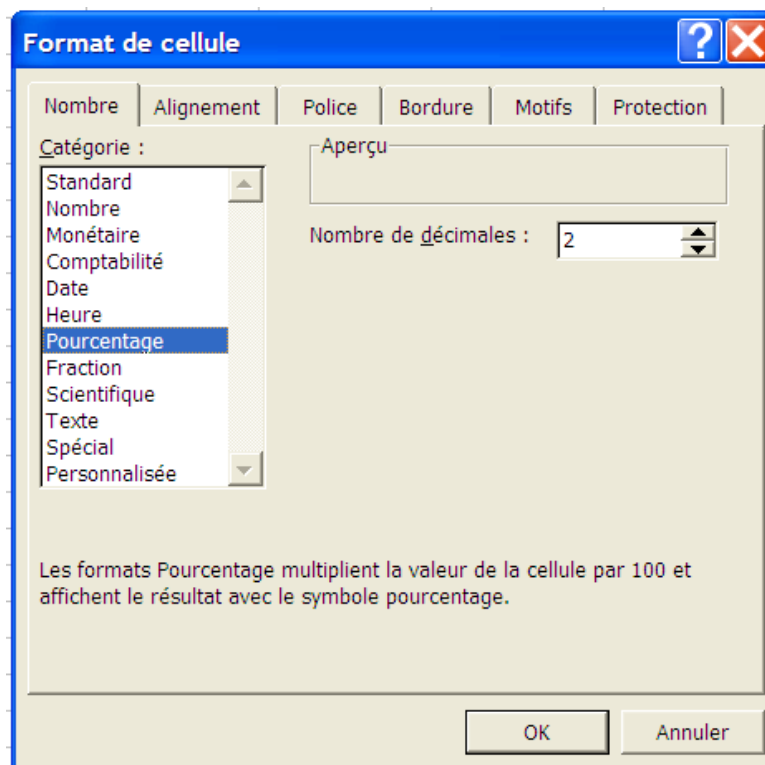 Format de cellule
Nombre Alignement Police Bordure Motifs Protection
Catégorie :
Standard
Nombre
Monétaire
Comptabilité
Date
Heure
Pourcentage
Fraction
Scientifique
Texte
Spécial
Personnalisée
Aperçu
Nombre de décimales : 2
Les formats Pourcentage multiplient la valeur de la cellule par 100 et
affichent le résultat avec le symbole pourcentage.
OK Annuler